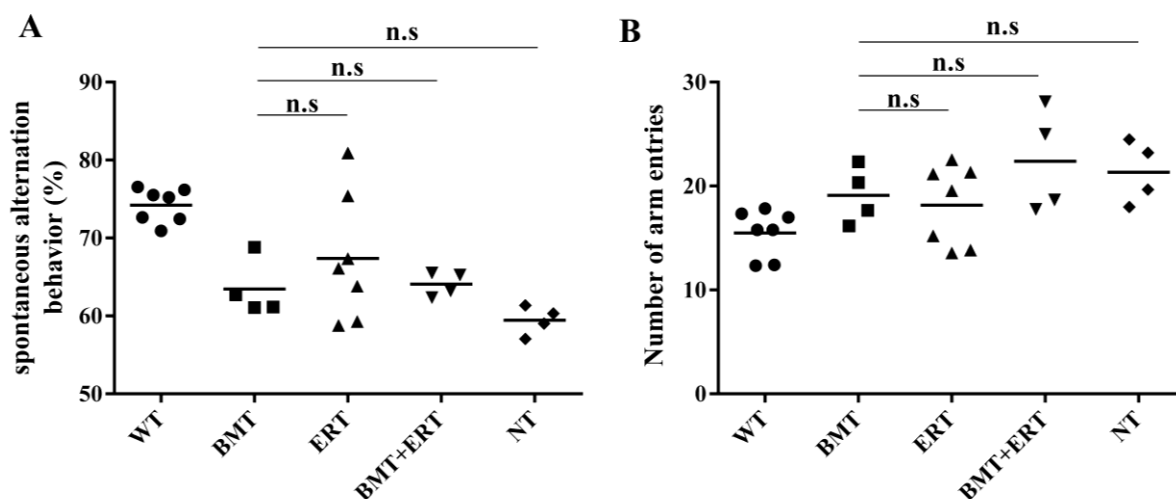 A
n.s
n.s
n.s
spontaneous alternation
behavior (%)
90
80
70
60
50
WT
BMT
ERT
BMT+ERT
NT
B
n.s
n.s
n.s
Number of arm entries
30
20
10
0
WT
BMT
ERT
BMT+ERT
NT